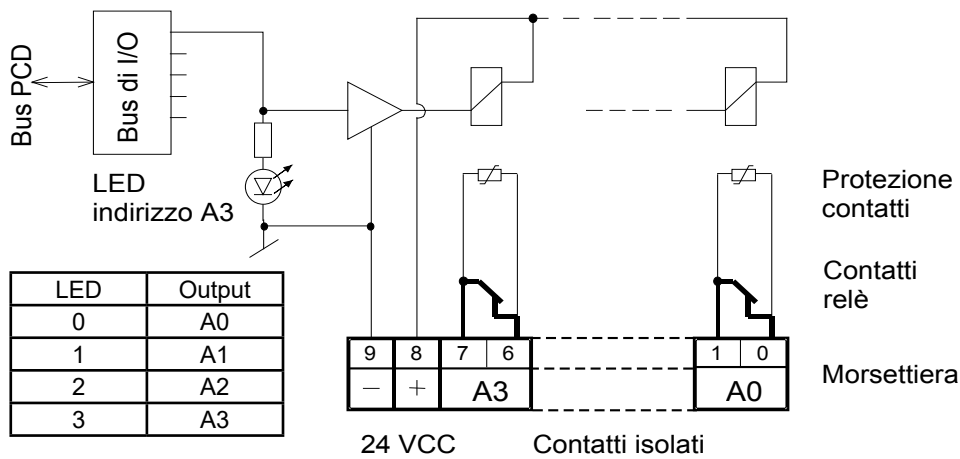 Bus PCD
Bus di I/O
LED
indirizzo A3
Protezione
contatti
Contatti
relè
Morsettiera
LED Output
0 A0
1 A1
2 A2
3 A3
9 8 7 6 1 0
− + A3 A0
24 VCC Contatti isolati